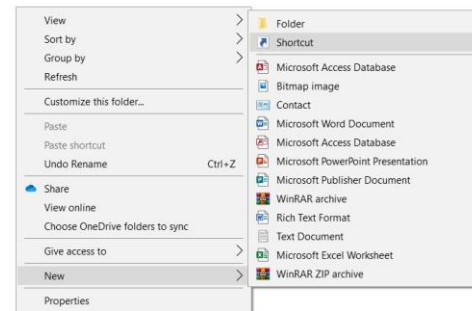 View
Sort by
Group by
Refresh
Customize this folder...
Paste
Paste shortcut
Undo Rename Ctrl+Z
Share
View online
Choose OneDrive folders to sync
Give access to
New
Properties
Folder
Shortcut
Microsoft Access Database
Bitmap image
Contact
Microsoft Word Document
Microsoft Access Database
Microsoft PowerPoint Presentation
Microsoft Publisher Document
WinRAR archive
Rich Text Format
Text Document
Microsoft Excel Worksheet
WinRAR ZIP archive